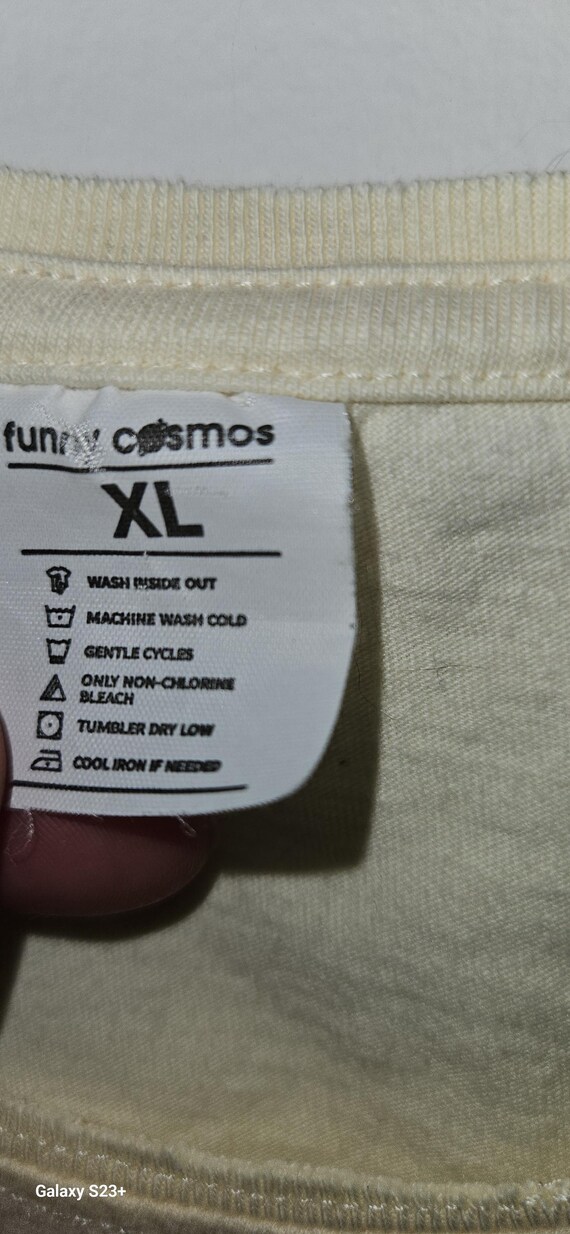 funny cosmos
XL
WASH INSIDE OUT
MACHINE WASH COLD
GENTLE CYCLES
ONLY NON-CHLORINE
BLEACH
TUMBLER DRY LOW
COOL IRON IF NEEDED
Galaxy S23+